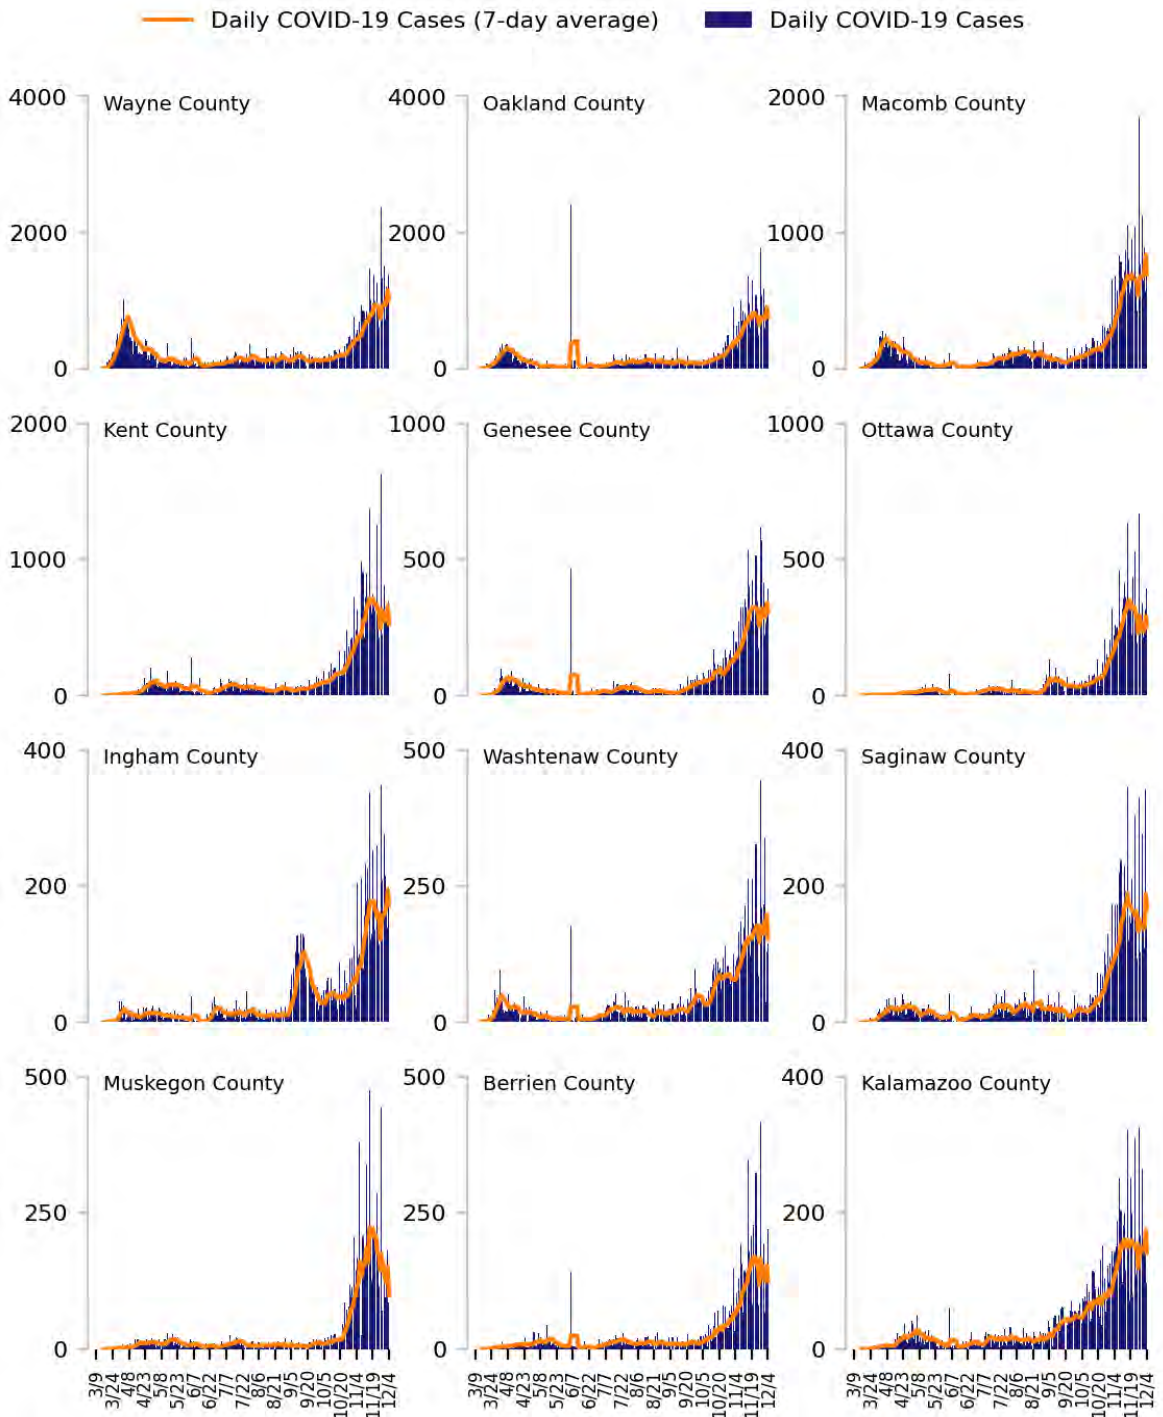 Daily COVID-19 Cases (7-day average) Daily COVID-19 Cases
4000 Wayne County 4000 Oakland County 2000 Macomb County
2000 2000 1000
0 0 0
2000 Kent County 1000 Genesee County 1000 Ottawa County
1000 500 500
0 0 0
400 Ingham County 500 Washtenaw County 400 Saginaw County
200 250 200
0 0 0
500 Muskegon County 500 Berrien County 400 Kalamazoo County
250 250 200
0 0 0
3/9 3/24 4/8 4/23 5/8 5/23 6/7 6/22 7/7 7/22 8/6 8/21 9/5 9/20 10/5 10/20 11/4 11/19 12/4 3/9 3/24 4/8 4/23 5/8 5/23 6/7 6/22 7/7 7/22 8/6 8/21 9/5 9/20 10/5 10/20 11/4 11/19 12/4 3/9 3/24 4/8 4/23 5/8 5/23 6/7 6/22 7/7 7/22 8/6 8/21 9/5 9/20 10/5 10/20 11/4 11/19 12/4